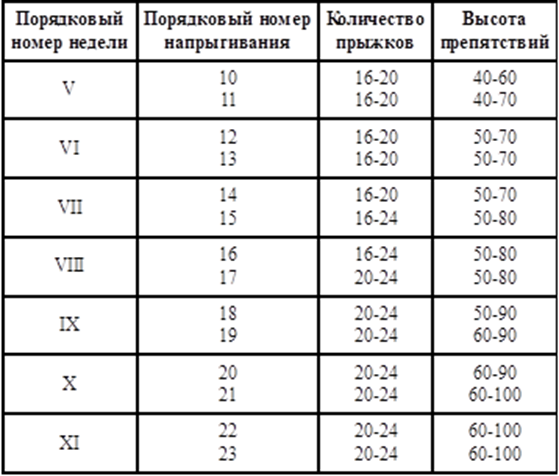 Порядковый номер недели | Порядковый номер напрыгивания | Количество прыжков | Высота препятствий
V | 10 | 16-20 | 40-60
11 | 16-20 | 40-70
VI | 12 | 16-20 | 50-70
13 | 16-20 | 50-70
VII | 14 | 16-20 | 50-70
15 | 16-24 | 50-80
VIII | 16 | 16-24 | 50-80
17 | 20-24 | 50-80
IX | 18 | 20-24 | 50-90
19 | 20-24 | 60-90
X | 20 | 20-24 | 60-90
21 | 20-24 | 60-100
XI | 22 | 20-24 | 60-100
23 | 20-24 | 60-100